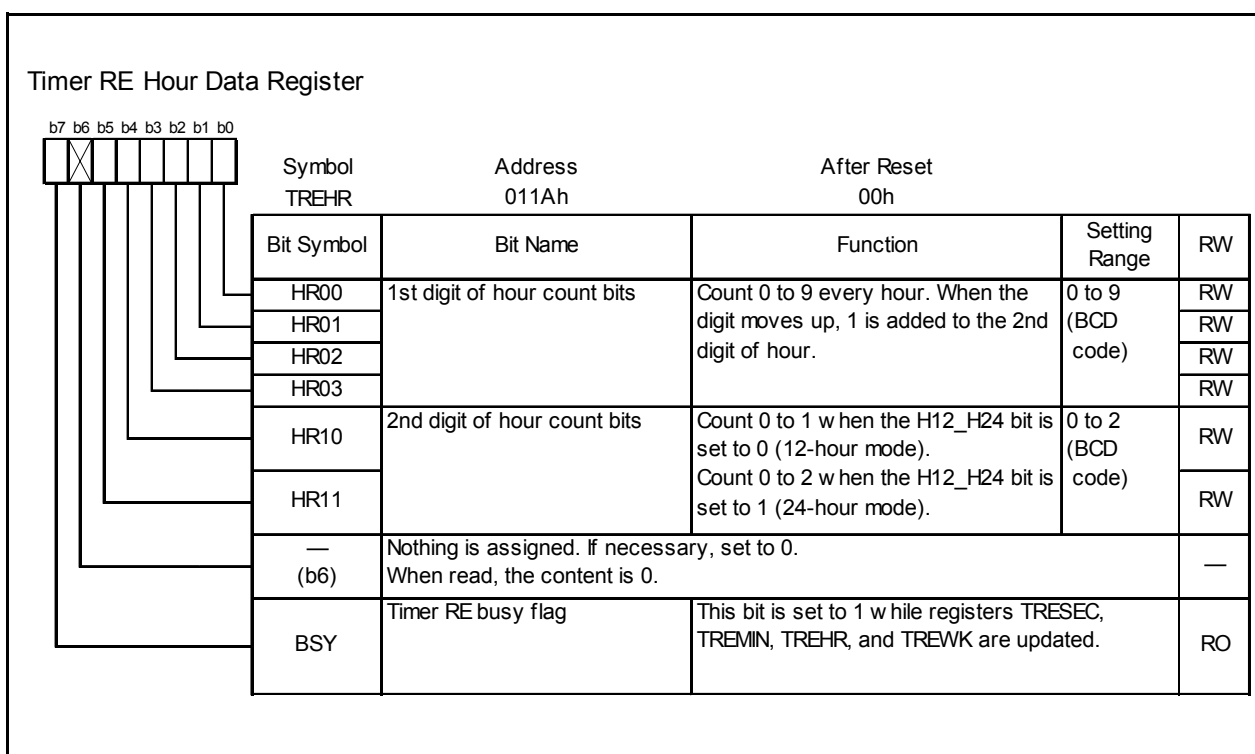 Timer RE Hour Data Register
b7 b6 b5 b4 b3 b2 b1 b0
Symbol Address After Reset
TREHR 011Ah 00h
Bit Symbol Bit Name Function Setting Range RW
HR00 1st digit of hour count bits Count 0 to 9 every hour. When the 0 to 9 RW
HR01 digit moves up, 1 is added to the 2nd (BCD RW
HR02 digit of hour. code) RW
HR03 RW
HR10 2nd digit of hour count bits Count 0 to 1 w hen the H12_H24 bit is 0 to 2 RW
set to 0 (12-hour mode). (BCD
HR11 Count 0 to 2 w hen the H12_H24 bit is code) RW
set to 1 (24-hour mode).
— Nothing is assigned. If necessary, set to 0. —
(b6) When read, the content is 0.
BSY Timer RE busy flag This bit is set to 1 w hile registers TRESEC, RO
TREMIN, TREHR, and TREWK are updated.